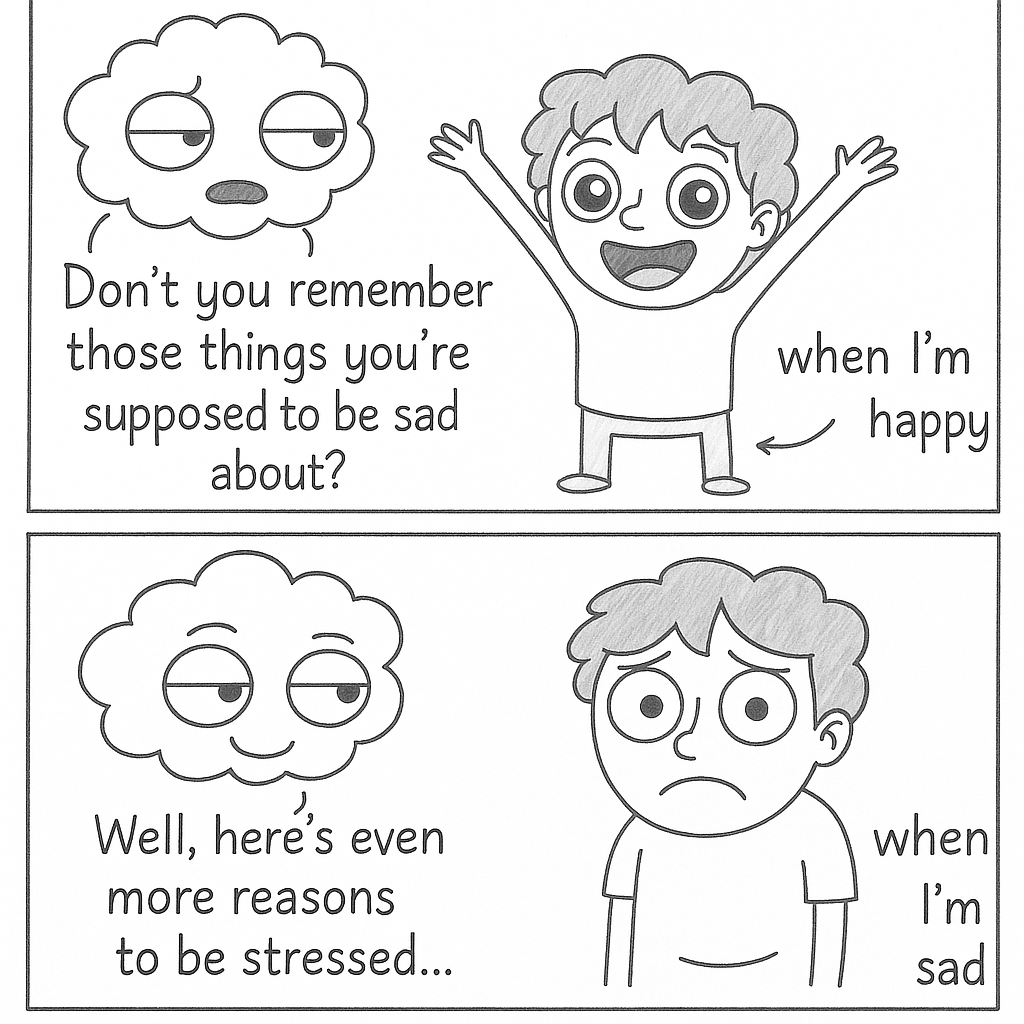 Don't you remember
those things you're
supposed to be sad
about?
when I'm
happy
Well, here's even
more reasons
to be stressed...
when
I'm
sad